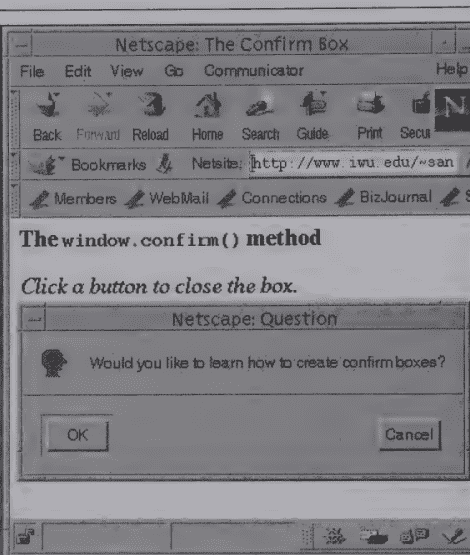 Netscape: The Confirm Box
File Edit View Go Communicator Help
Back Forward Reload Home Search Guide Print Secu
N
Bookmarks Netsite: http://www.iwu.edu/~san
Members WebMail Connections BizJournal S
The window.confirm() method
Click a button to close the box.
Netscape: Question
Would you like to learn how to create confirm boxes?
OK Cancel